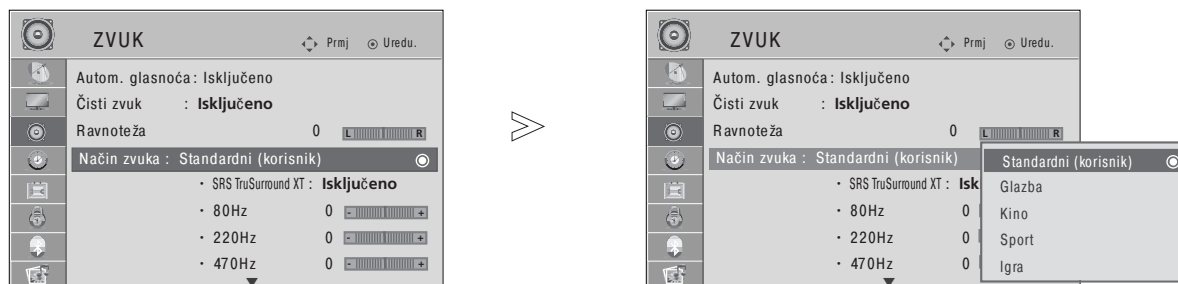 ZVUK Prmj Uredu.
Autom. glasnoća : Isključeno
Čisti zvuk : Isključeno
Ravnoteža 0 L R
Način zvuka : Standardni (korisnik)
• SRS TruSurround XT : Isključeno
• 80Hz 0 - +
• 220Hz 0 - +
• 470Hz 0 - +
ZVUK Prmj Uredu.
Autom. glasnoća : Isključeno
Čisti zvuk : Isključeno
Ravnoteža 0 L R
Način zvuka : Standardni (korisnik)
• SRS TruSurround XT : Isk
• 80Hz 0
• 220Hz 0
• 470Hz 0
Standardni (korisnik)
Glazba
Kino
Sport
Igra